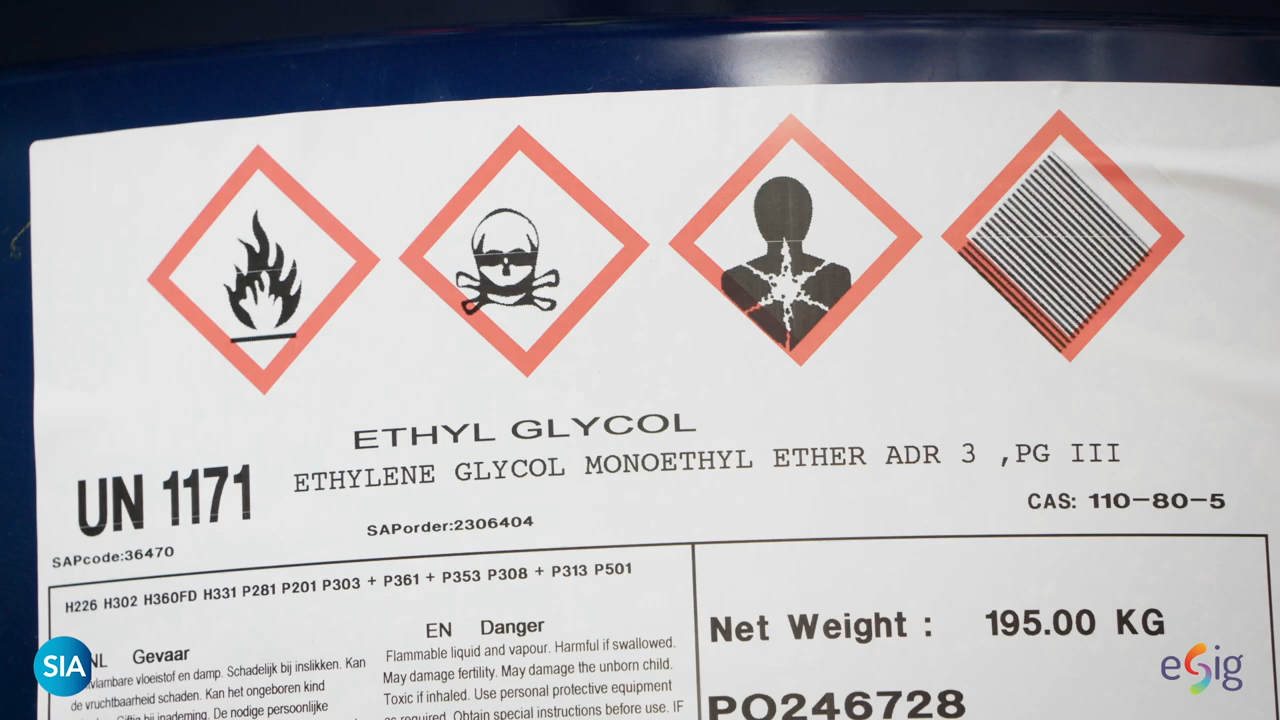 ETHYL GLYCOL
ETHYLENE GLYCOL MONOETHYL ETHER ADR 3 ,PG III
UN 1171
CAS: 110-80-5
SAPorder:2306404
SAPcode:36470
H226 H302 H360FD H331 P281 P201 P303 + P361 + P353 P308 + P313 P501
NL Gevaar
vloeistof en damp. Schadelijk bij inslikken. Kan
de vruchtbaarheid schaden. Kan het ongeboren kind
bij inademing. De nodige persoonlijke
EN Danger
Flammable liquid and vapour. Harmful if swallowed.
May damage fertility. May damage the unborn child.
Toxic if inhaled. Use personal protective equipment
as required. Obtain special instructions before use. IF
Net Weight : 195.00 KG
PO246728
SIA
esig